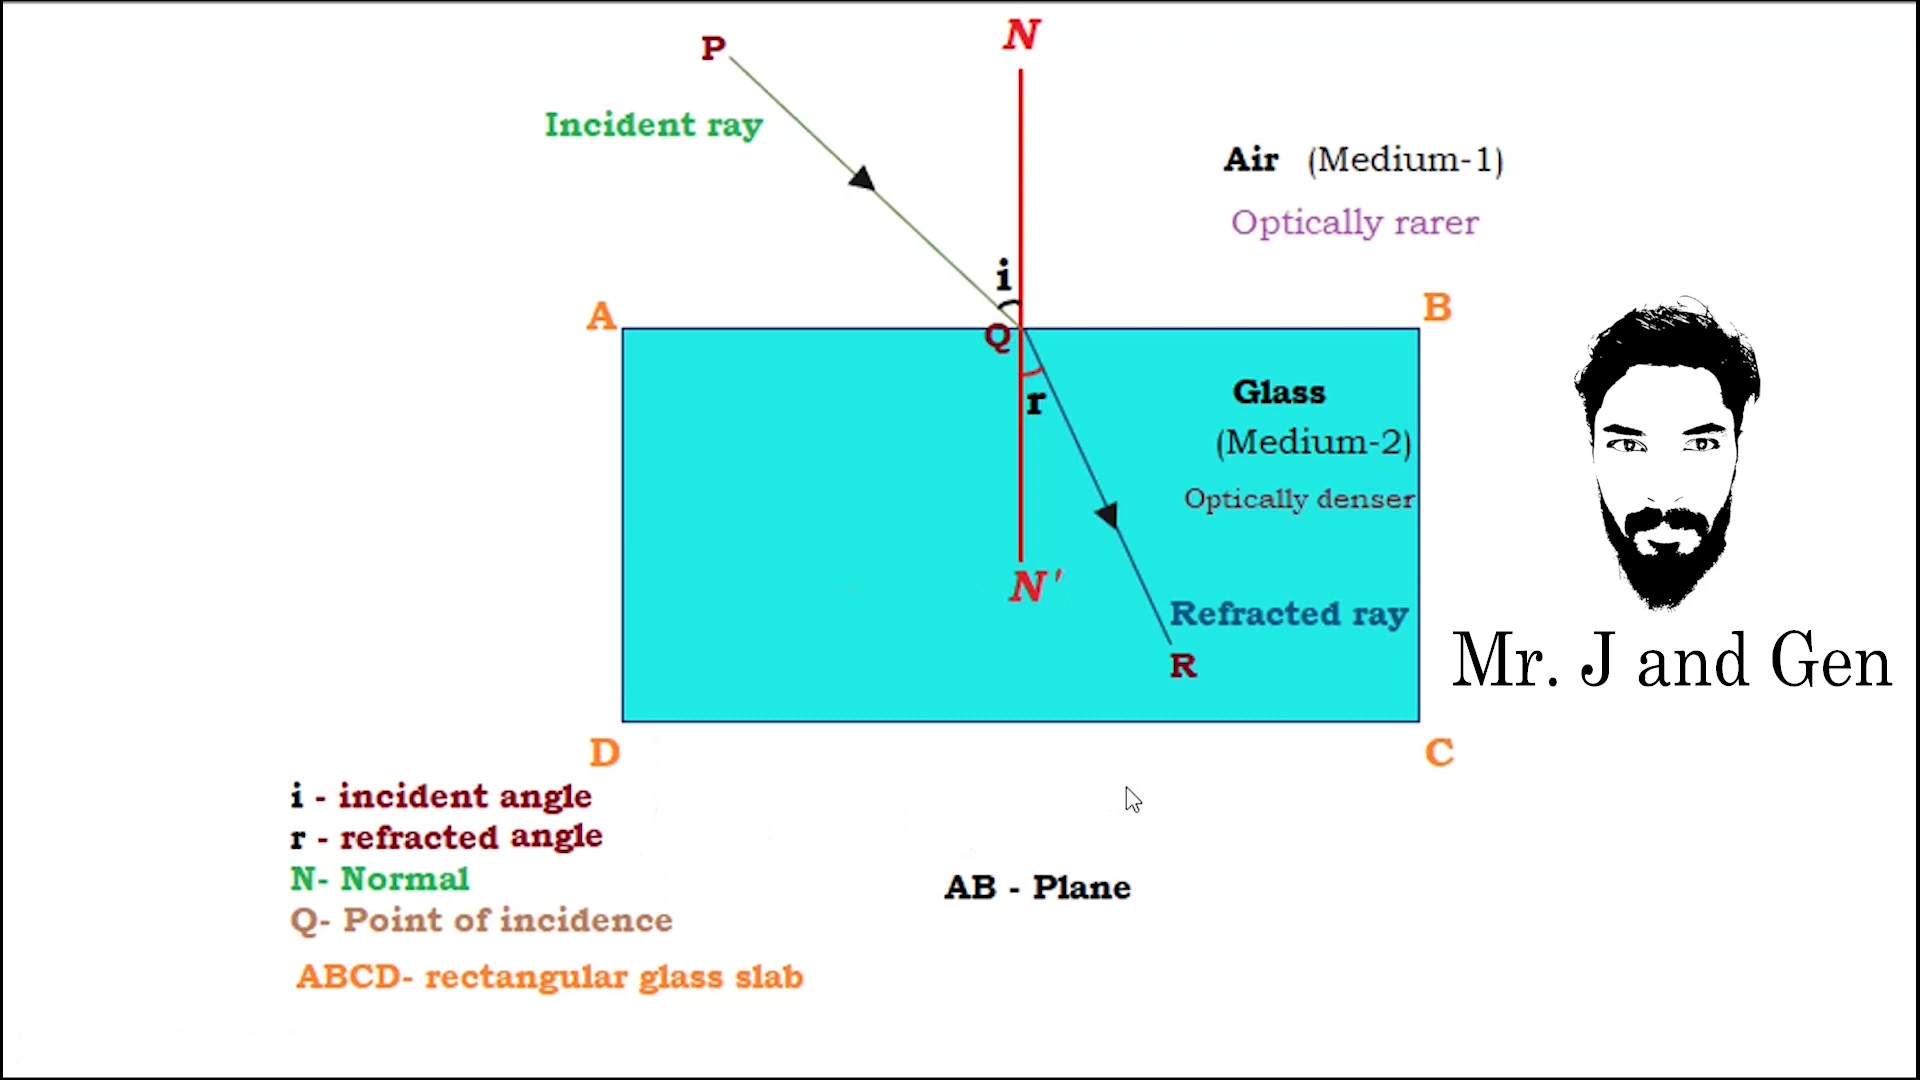 N
P
Incident ray
Air (Medium-1)
Optically rarer
i
A
B
Q
Glass
r
(Medium-2)
Optically denser
N'
Refracted ray
R
Mr. J and Gen
D
C
i - incident angle
r - refracted angle
N- Normal
AB - Plane
Q- Point of incidence
ABCD- rectangular glass slab